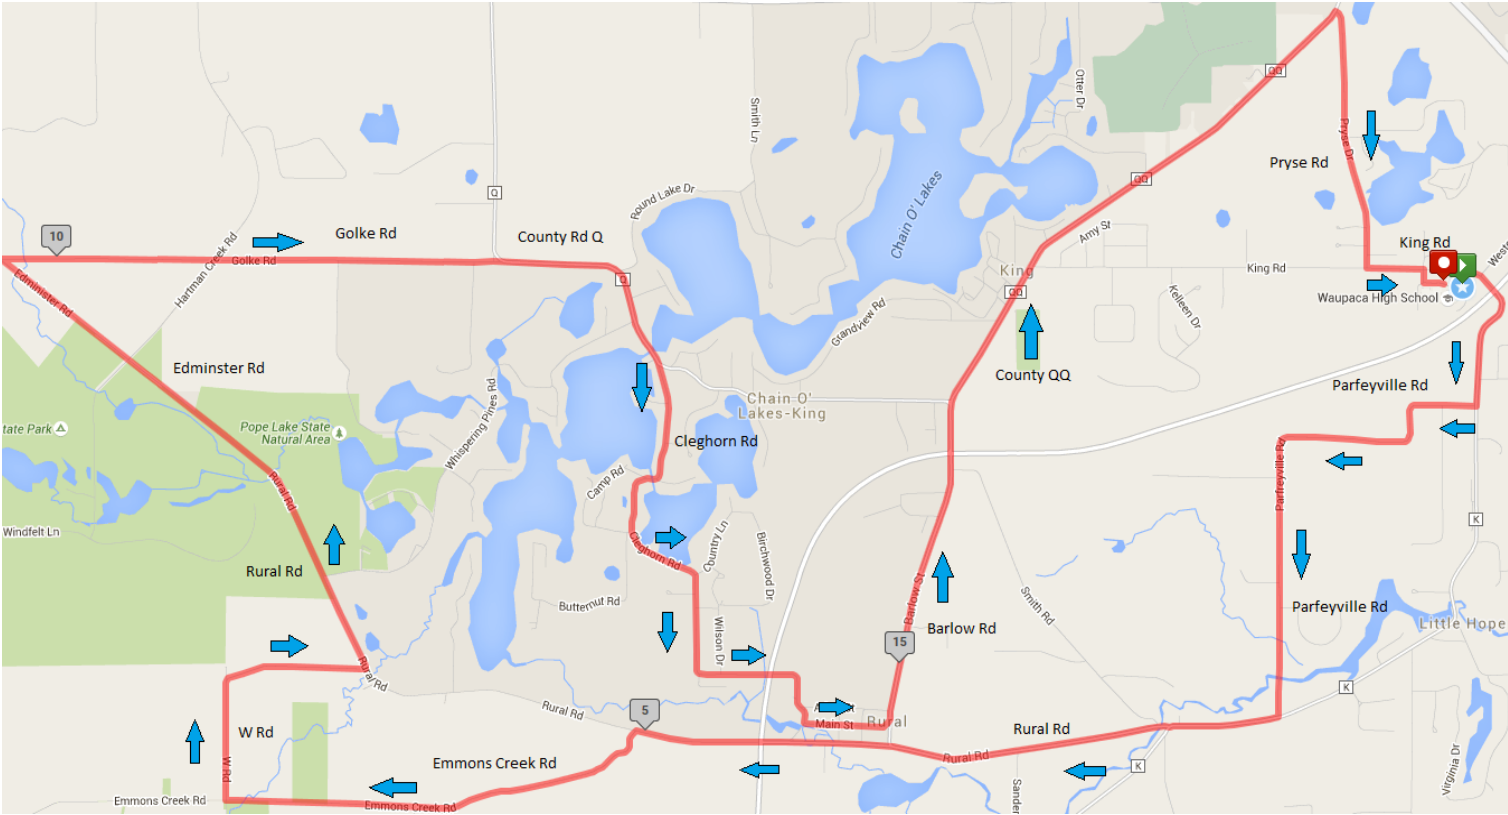 QQ
Otter Dr
Smith Ln
Pryse Dr
Pryse Rd
Chain O' Lakes
QQ
Q
Round Lake Dr
10
Golke Rd
County Rd Q
Amy St
King Rd
Hartman Creek Rd
Golke Rd
King
King Rd
Q
Edminister Rd
QQ
Kelleen Dr
Waupaca High School
Glandview Rd
Edminster Rd
County QQ
Parfeyville Rd
Whispering Pines Rd
Chain O'
Lakes-King
tate Park
Pope Lake State
Natural Area
Cleghorn Rd
Camp Rd
Rural Rd
Parfreyville Rd
K
Windfelt Ln
Country Ln
Cleghorn Rd
Birchwood Dr
Rural Rd
Butternut Rd
Barlow St
Smith Rd
Parfeyville Rd
Little Hope
Wilson Dr
Barlow Rd
15
Rural Rd
K
Rural Rd
5
Main St
Rural
W Rd
Rural Rd
Rural Rd
Emmons Creek Rd
W Rd
K
Virginia Dr
Sander
Emmons Creek Rd
Emmons Creek Rd